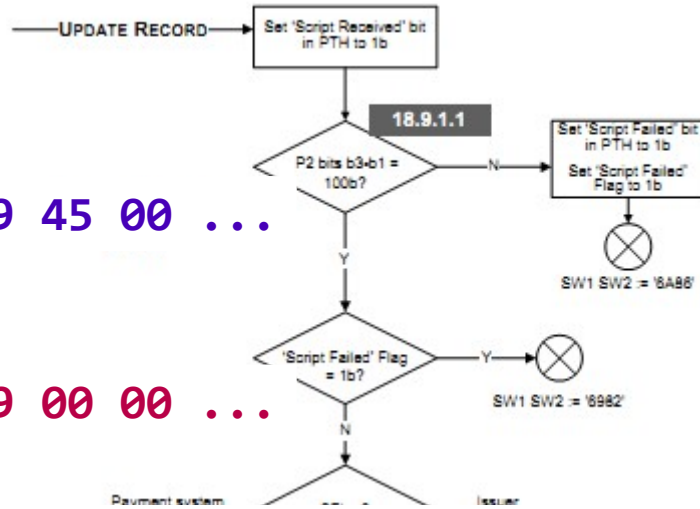 UPDATE RECORD
Set 'Script Received' bit
in PTH to 1b
18.9.1.1
P2 bits b3-b1 =
100b?
N
Set 'Script Failed' bit
in PTH to 1b
Set 'Script Failed'
Flag to 1b
9 45 00 ...
SW1 SW2 := '6A86'
Y
'Script Failed' Flag
= 1b?
Y
SW1 SW2 := '6982'
9 00 00 ...
N
Payment system
Issuer